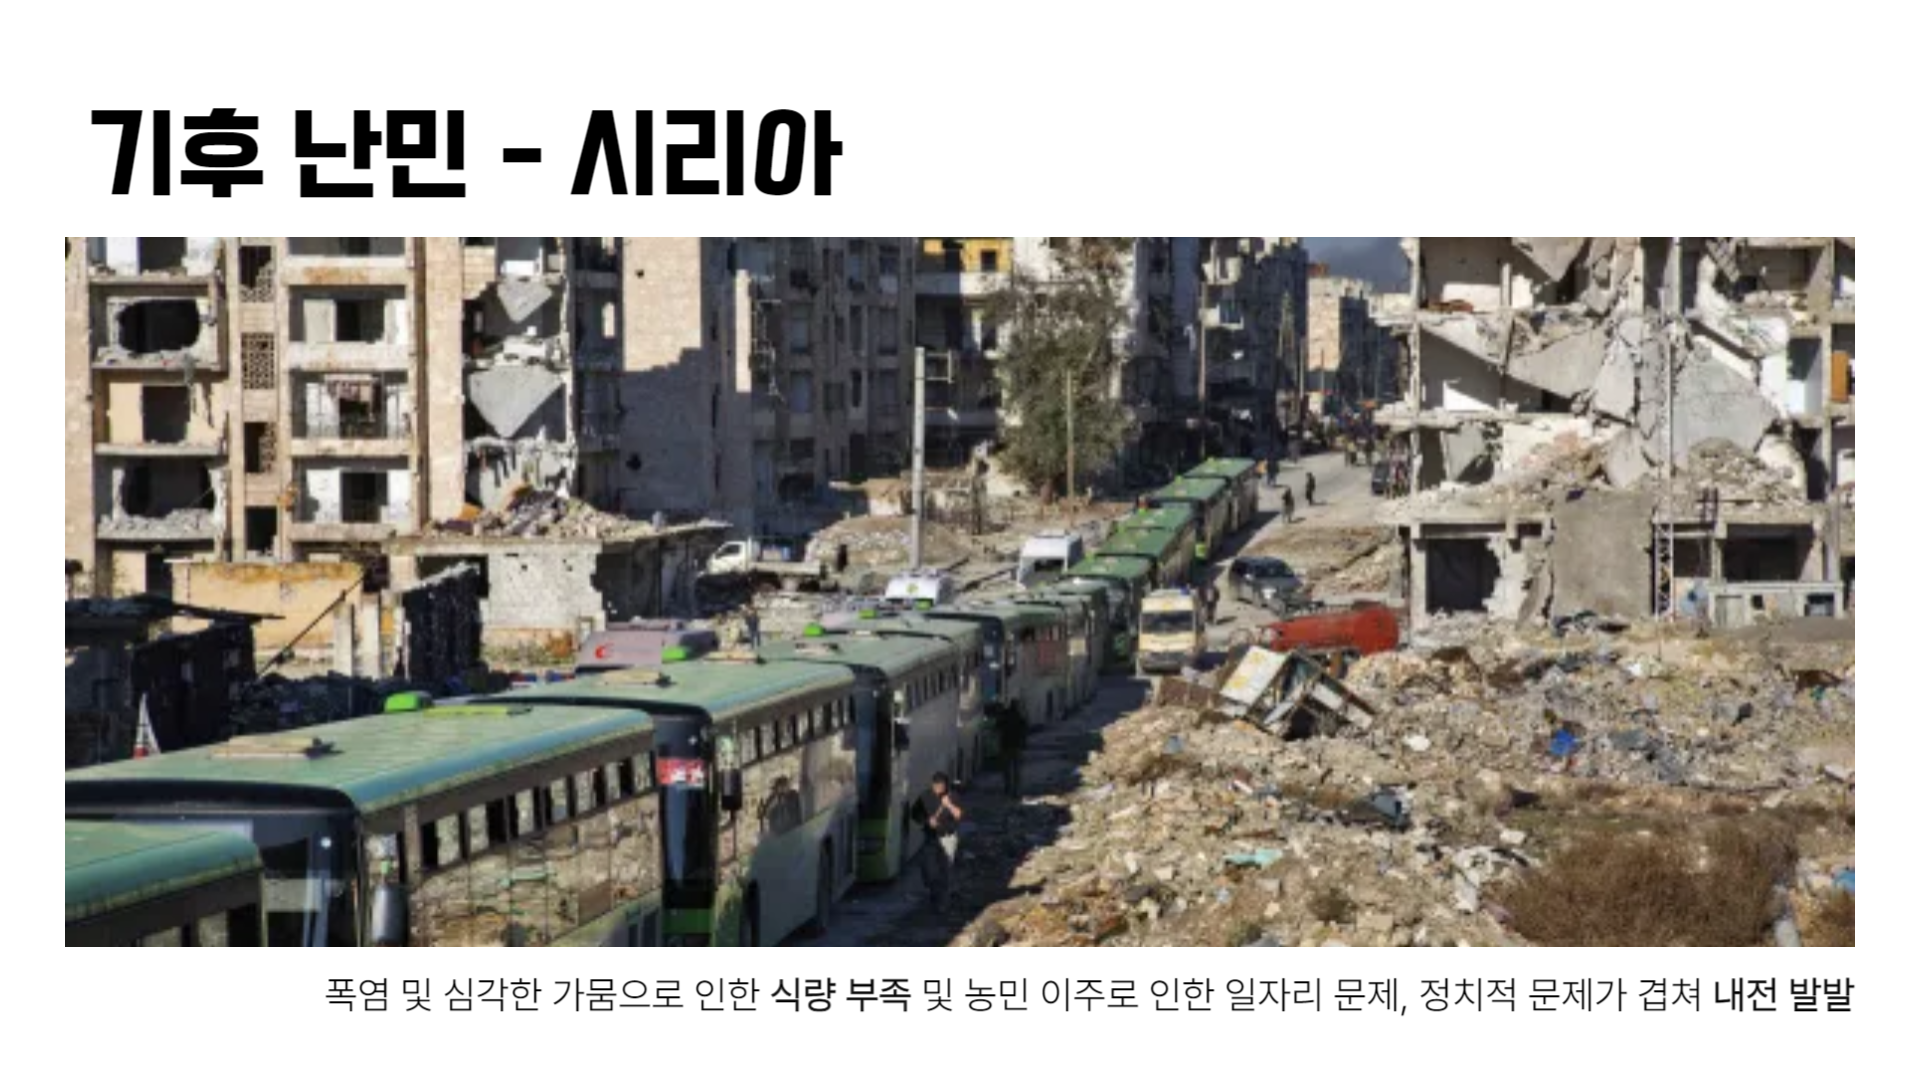 기후 난민 - 시리아
폭염 및 심각한 가뭄으로 인한 식량 부족 및 농민 이주로 인한 일자리 문제, 정치적 문제가 겹쳐 내전 발발